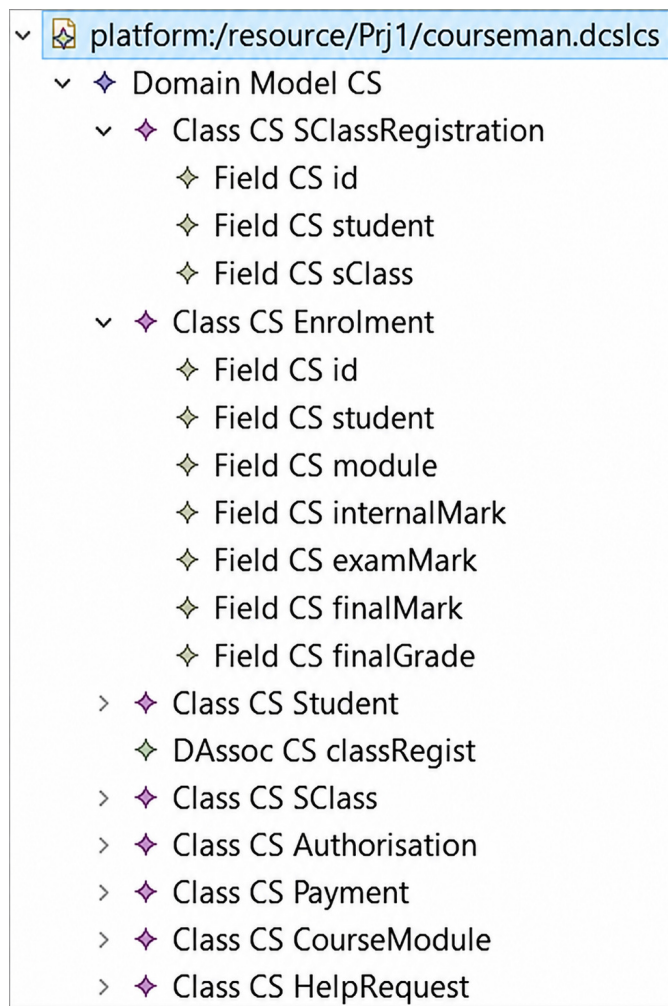 platform:/resource/Prj1/courseman.dcslcs
Domain Model CS
Class CS SClassRegistration
Field CS id
Field CS student
Field CS sClass
Class CS Enrolment
Field CS id
Field CS student
Field CS module
Field CS internalMark
Field CS examMark
Field CS finalMark
Field CS finalGrade
Class CS Student
DAssoc CS classRegist
Class CS SClass
Class CS Authorisation
Class CS Payment
Class CS CourseModule
Class CS HelpRequest